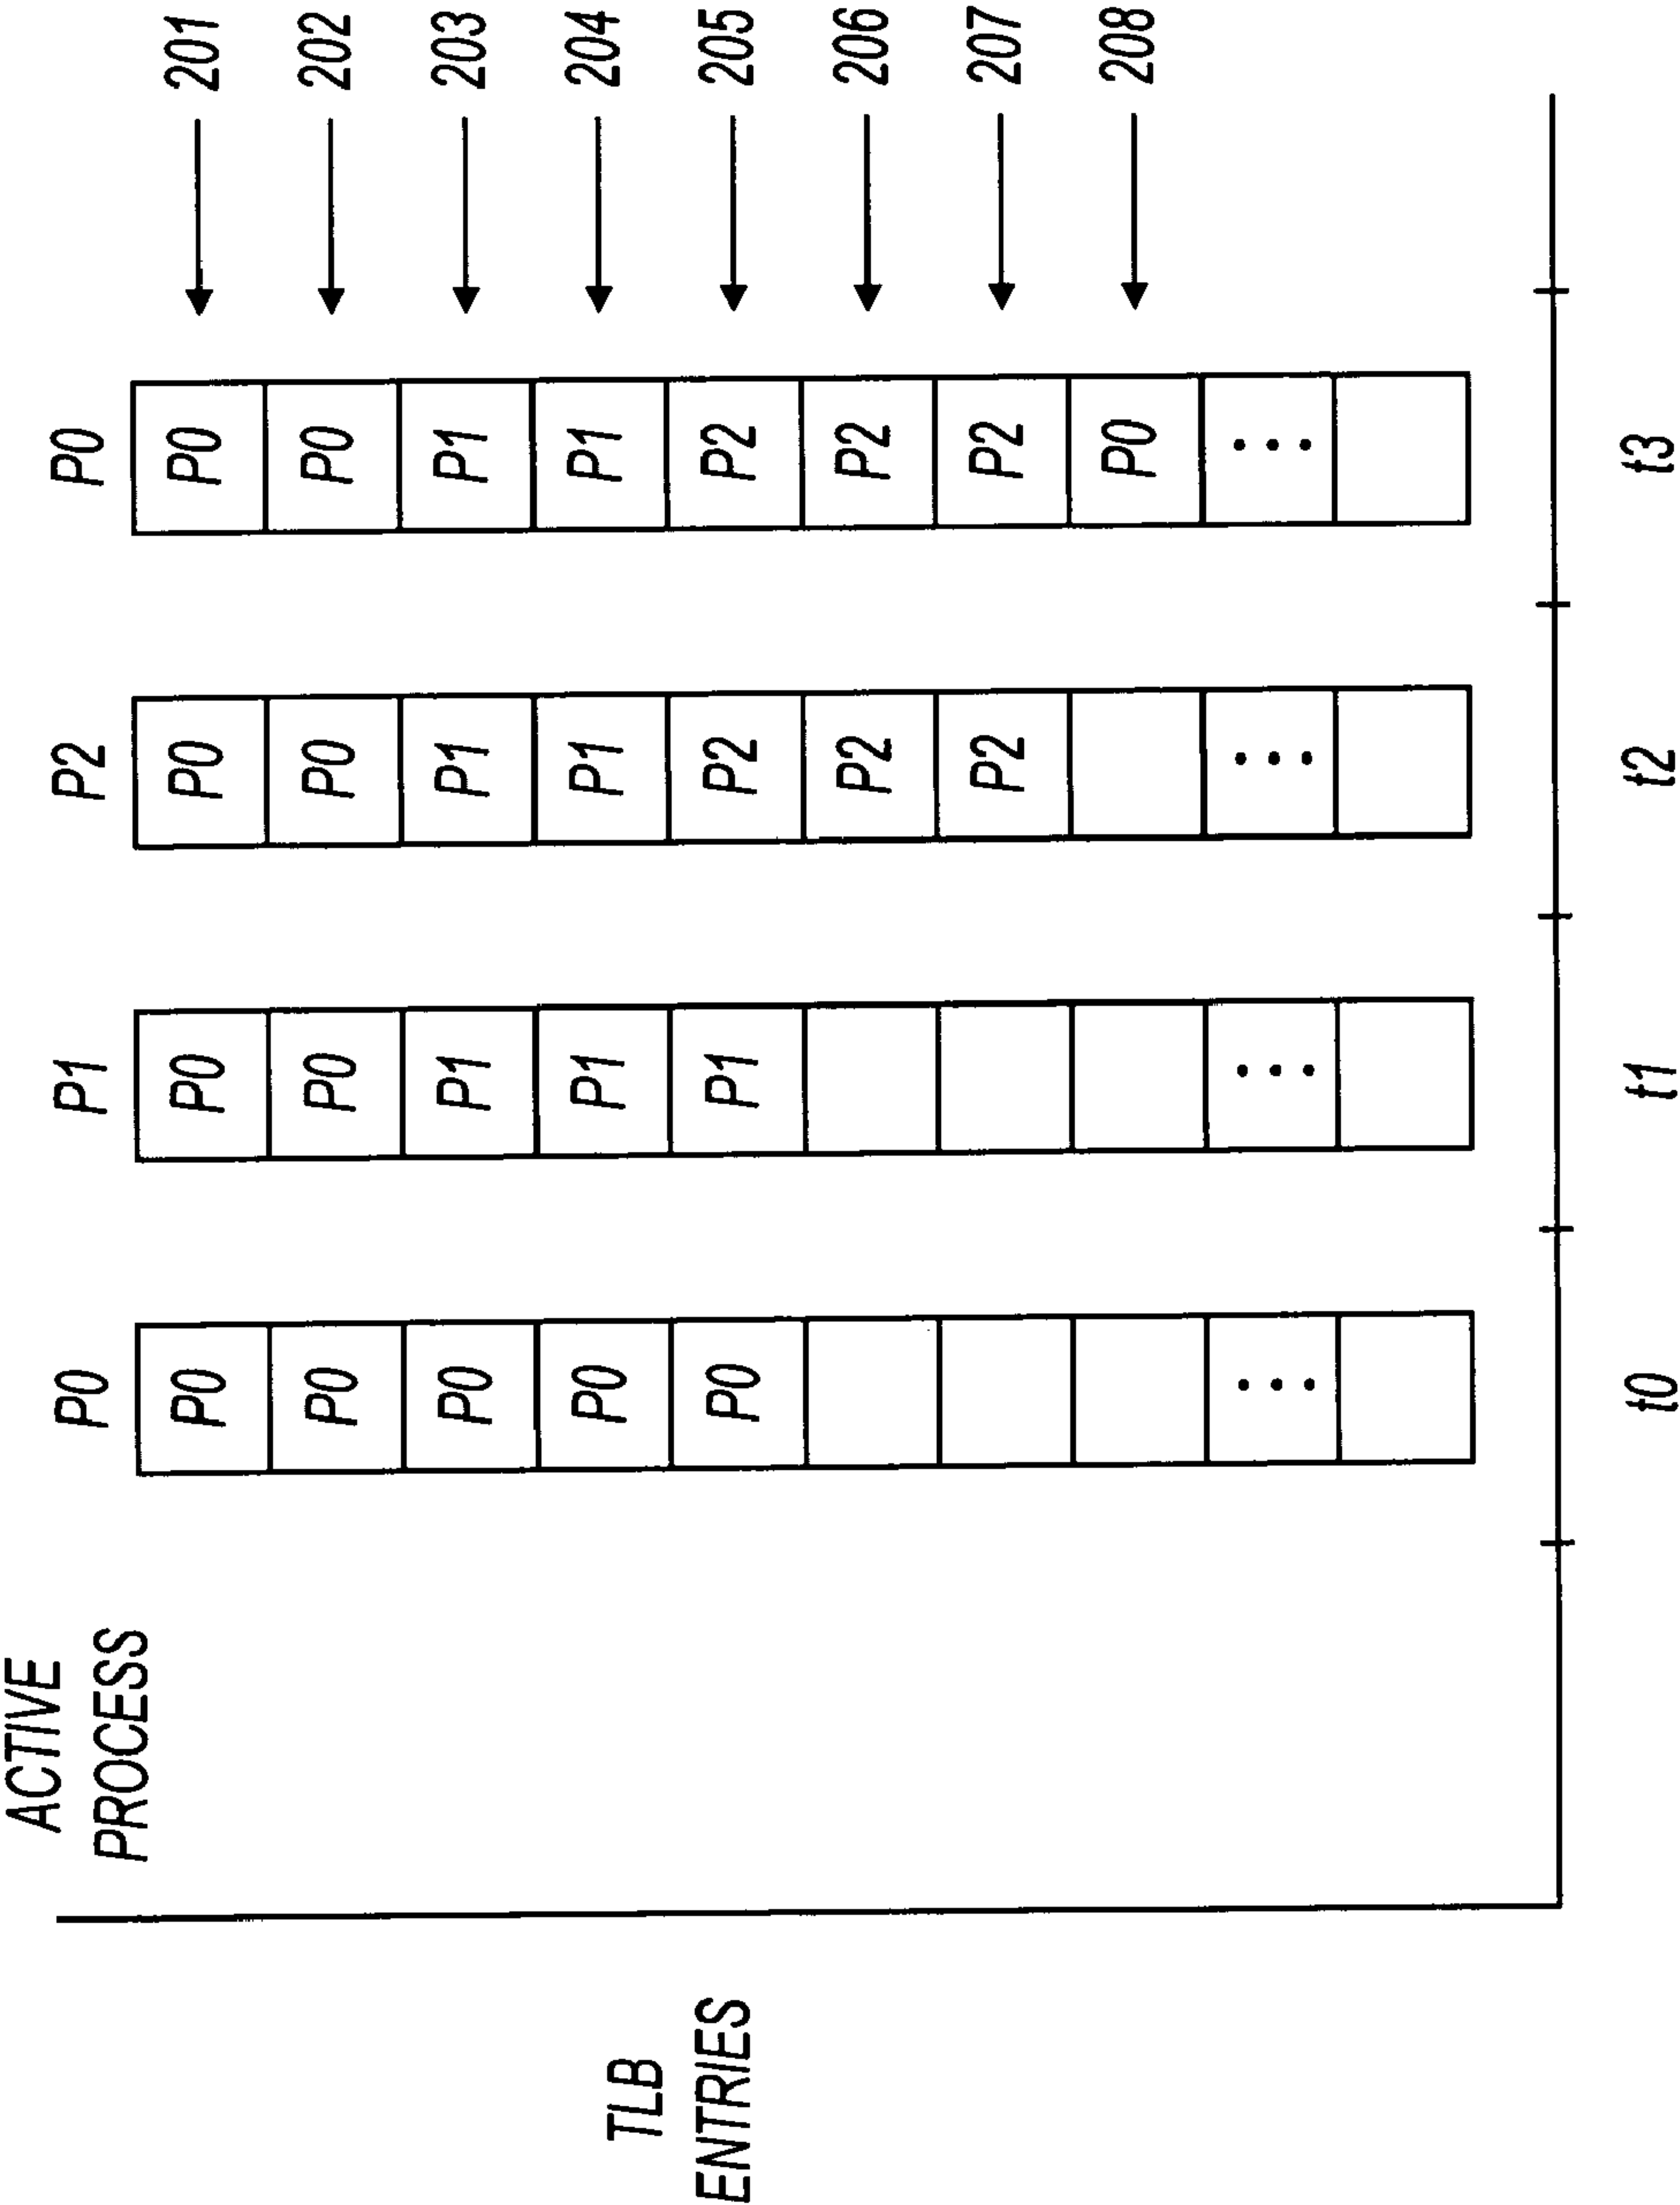 ACTIVE
PROCESS
P0 P1 P2 P0
P0 P0 P0 P0 201
P0 P0 P0 P0 202
P0 P1 P1 P1 203
P0 P1 P1 P1 204
TLB
ENTRIES
P0 P1 P2 P2 205
P2 P2 206
P2 P2 207
P0 208
... ... ... ...
t0 t1 t2 t3